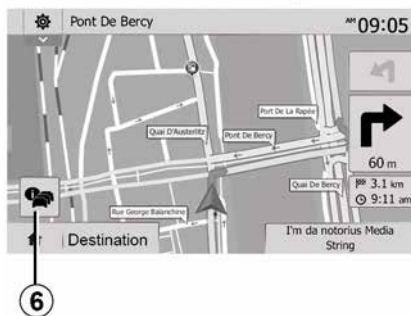 Pont De Bercy
AM 09:05
Port De La Rapée
Quai D'Austerlitz
Pont De Bercy
60 m
Quai De Bercy
3.1 km
9:11 am
Rue George Balanchine
Destination
I'm da notorius Media
String
6